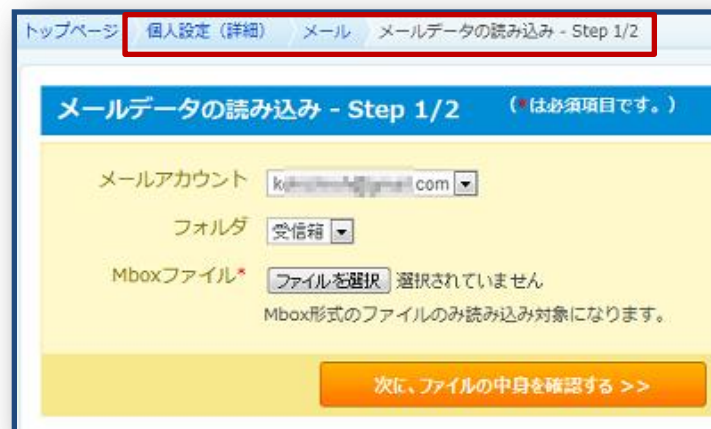 トップページ 個人設定（詳細） メール メールデータの読み込み - Step 1/2
メールデータの読み込み - Step 1/2 （*は必須項目です。）
メールアカウント com
フォルダ 受信箱
Mboxファイル* ファイルを選択 選択されていません
Mbox形式のファイルのみ読み込み対象になります。
次に、ファイルの中身を確認する >>